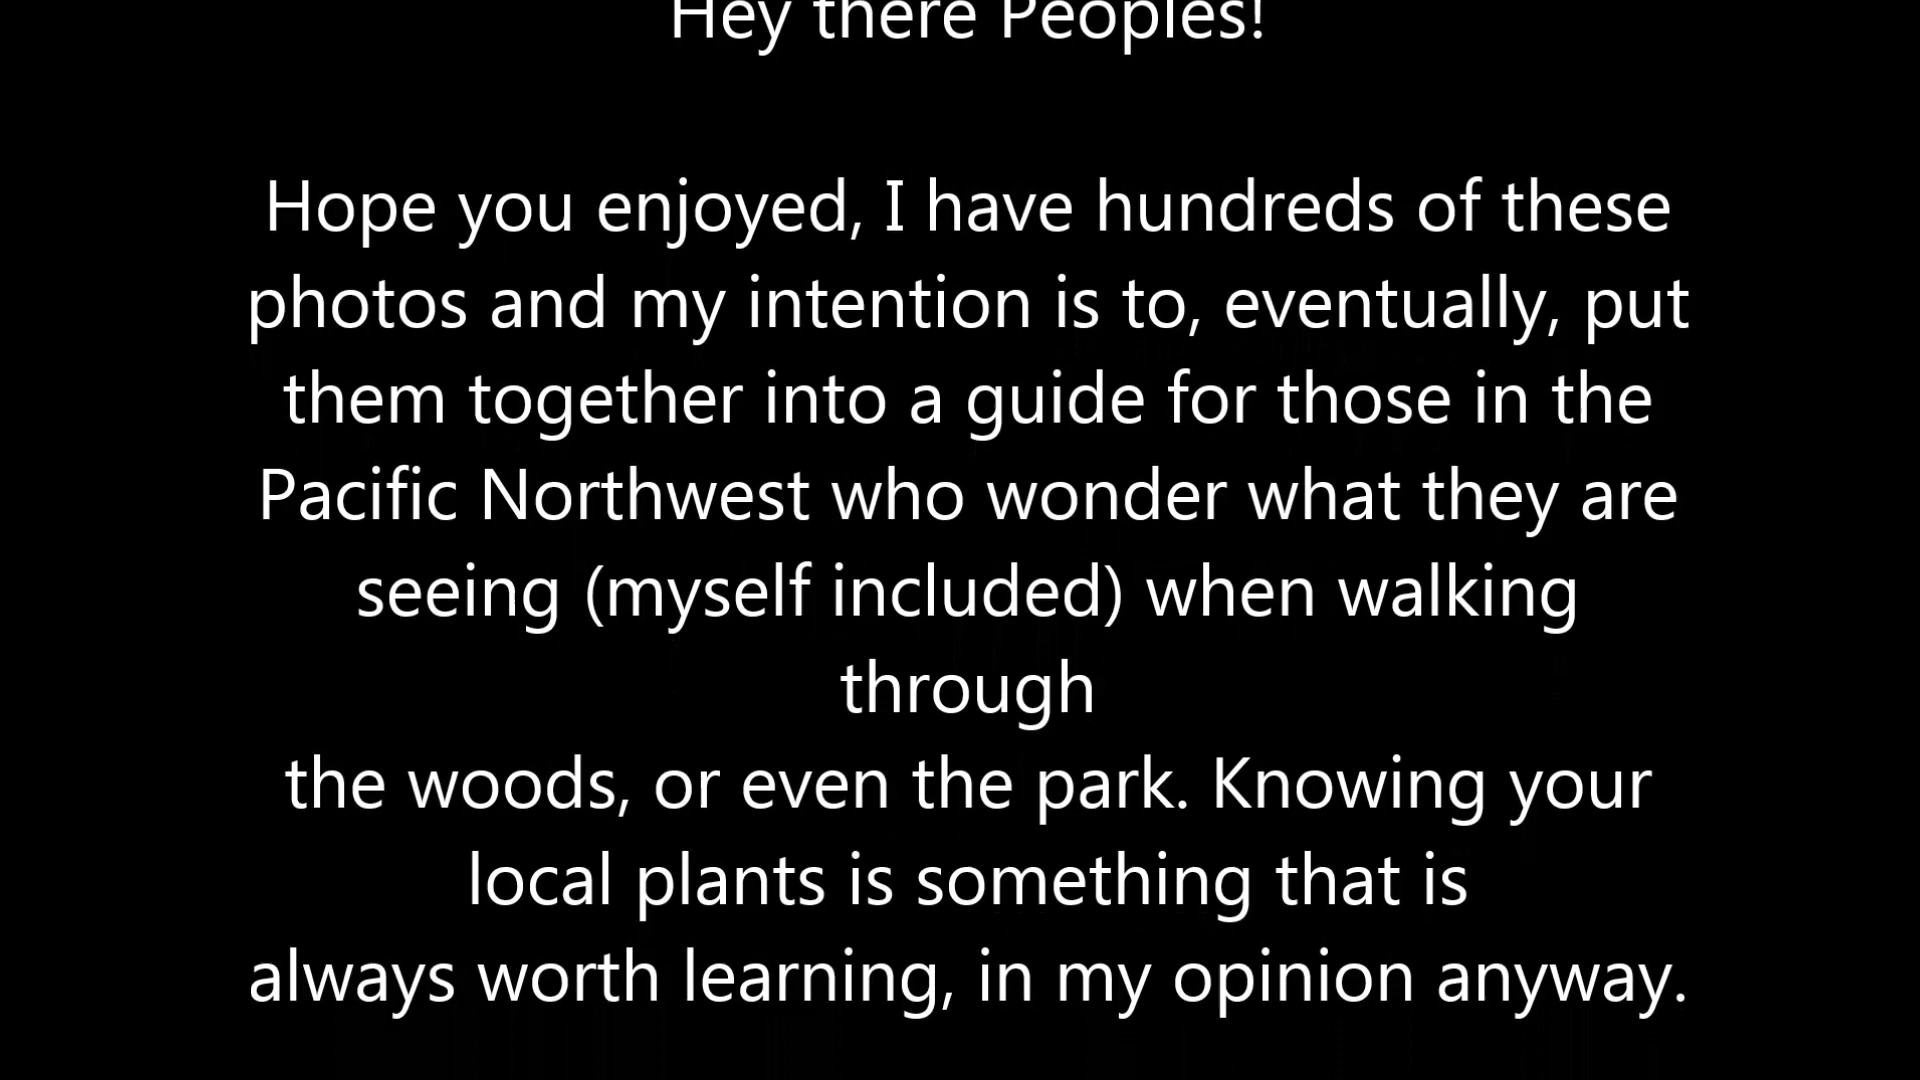 Hey there Peoples!
Hope you enjoyed, I have hundreds of these
photos and my intention is to, eventually, put
them together into a guide for those in the
Pacific Northwest who wonder what they are
seeing (myself included) when walking
through
the woods, or even the park. Knowing your
local plants is something that is
always worth learning, in my opinion anyway.